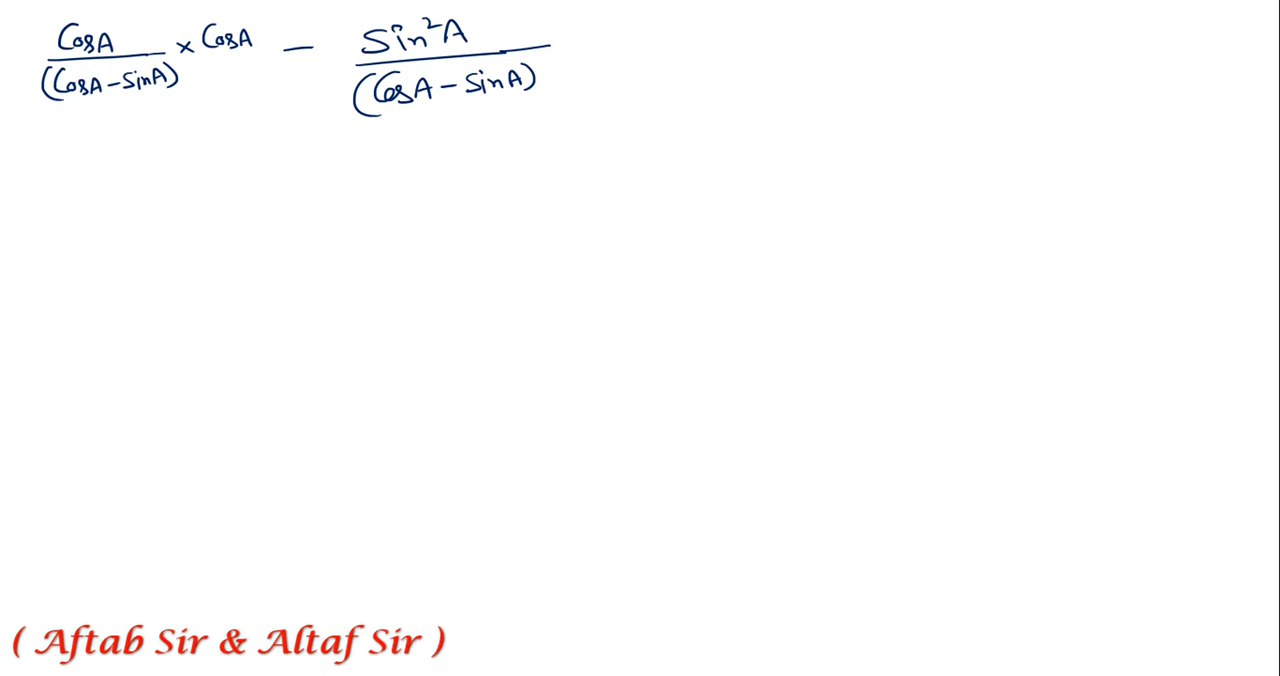 CosA/(CosA - SinA) × CosA - Sin²A/(CosA - SinA)
( Aftab Sir & Altaf Sir )